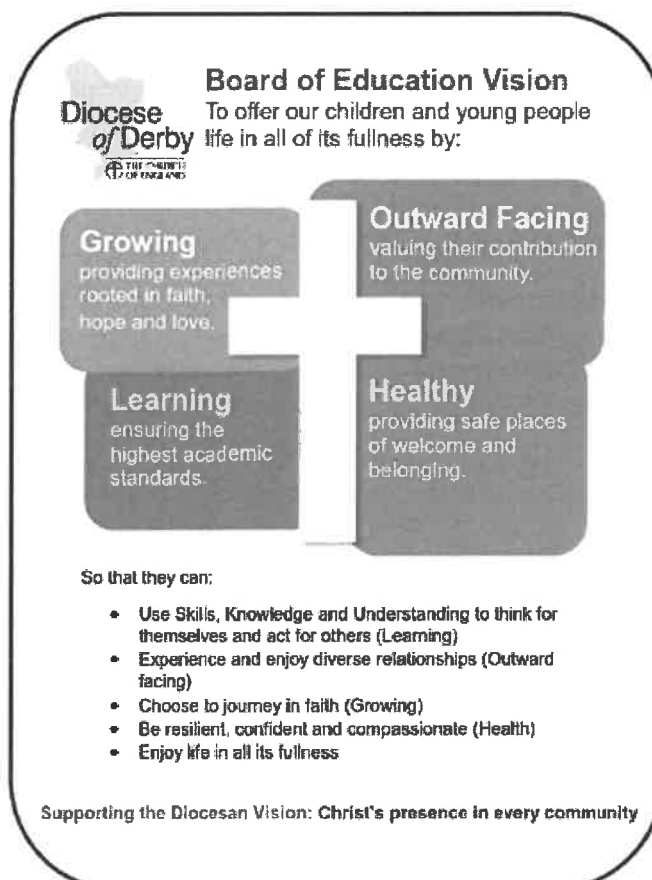 Board of Education Vision
To offer our children and young people
life in all of its fullness by:
Diocese
of Derby
THE CHURCH
OF ENGLAND
Growing
providing experiences
rooted in faith,
hope and love.
Outward Facing
valuing their contribution
to the community.
Learning
ensuring the
highest academic
standards.
Healthy
providing safe places
of welcome and
belonging.
So that they can:
• Use Skills, Knowledge and Understanding to think for
themselves and act for others (Learning)
• Experience and enjoy diverse relationships (Outward
facing)
• Choose to journey in faith (Growing)
• Be resilient, confident and compassionate (Health)
• Enjoy life in all its fullness
Supporting the Diocesan Vision: Christ's presence in every community